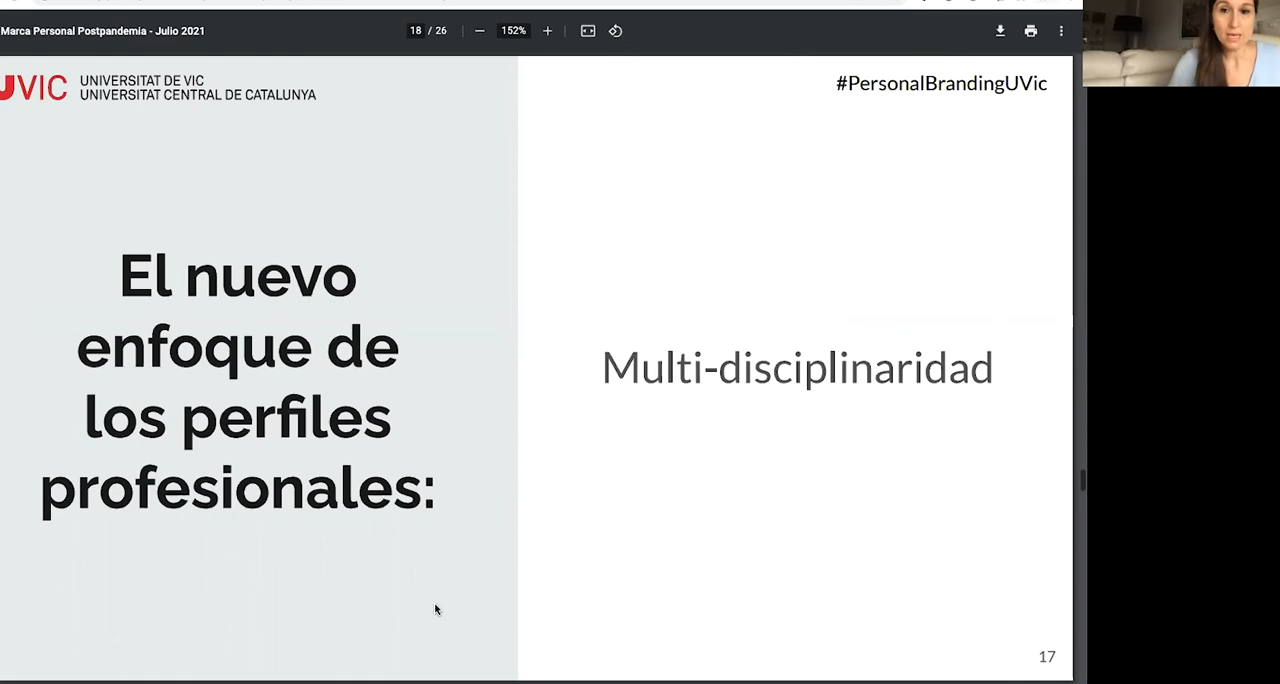 Marca Personal Postpandemia - Julio 2021
18 / 26
152%
UVIC
UNIVERSITAT DE VIC
UNIVERSITAT CENTRAL DE CATALUNYA
#PersonalBrandingUVic
El nuevo
enfoque de
los perfiles
profesionales:
Multi-disciplinaridad
17